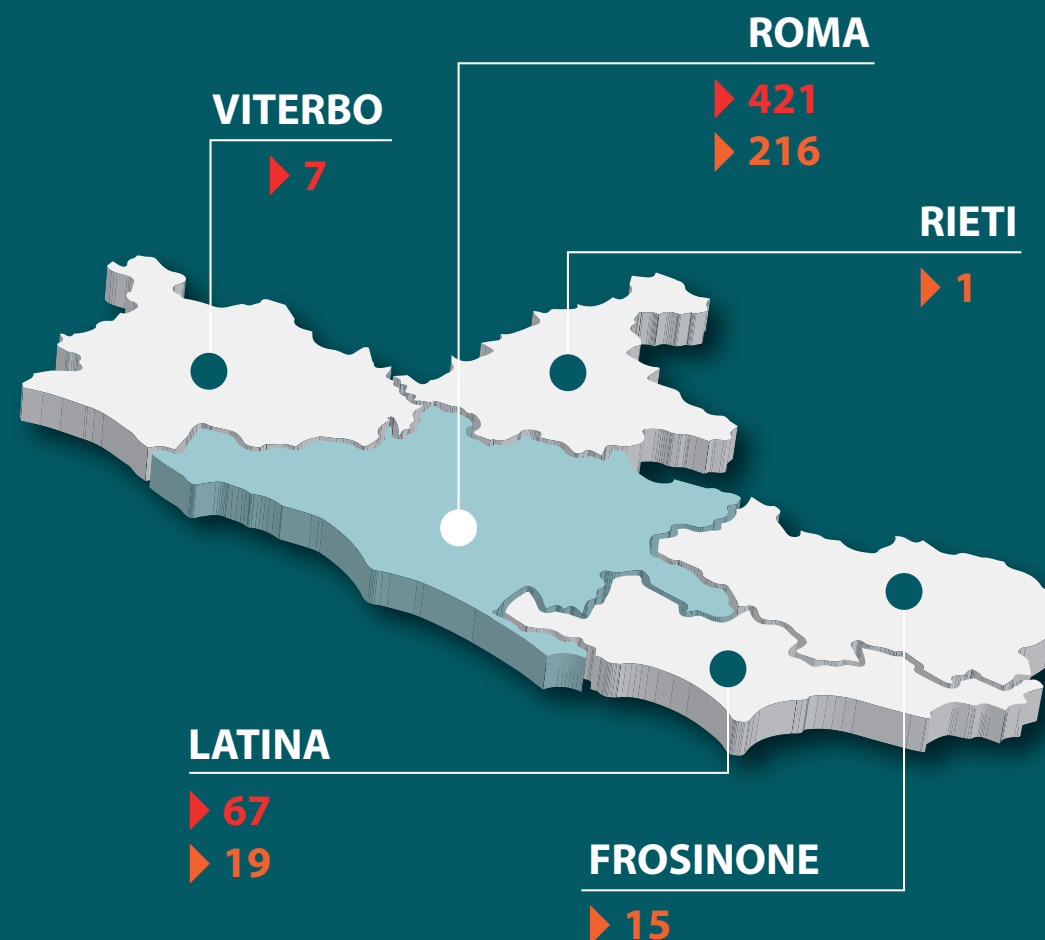 ROMA
421
216
VITERBO
7
RIETI
1
LATINA
67
19
FROSINONE
15